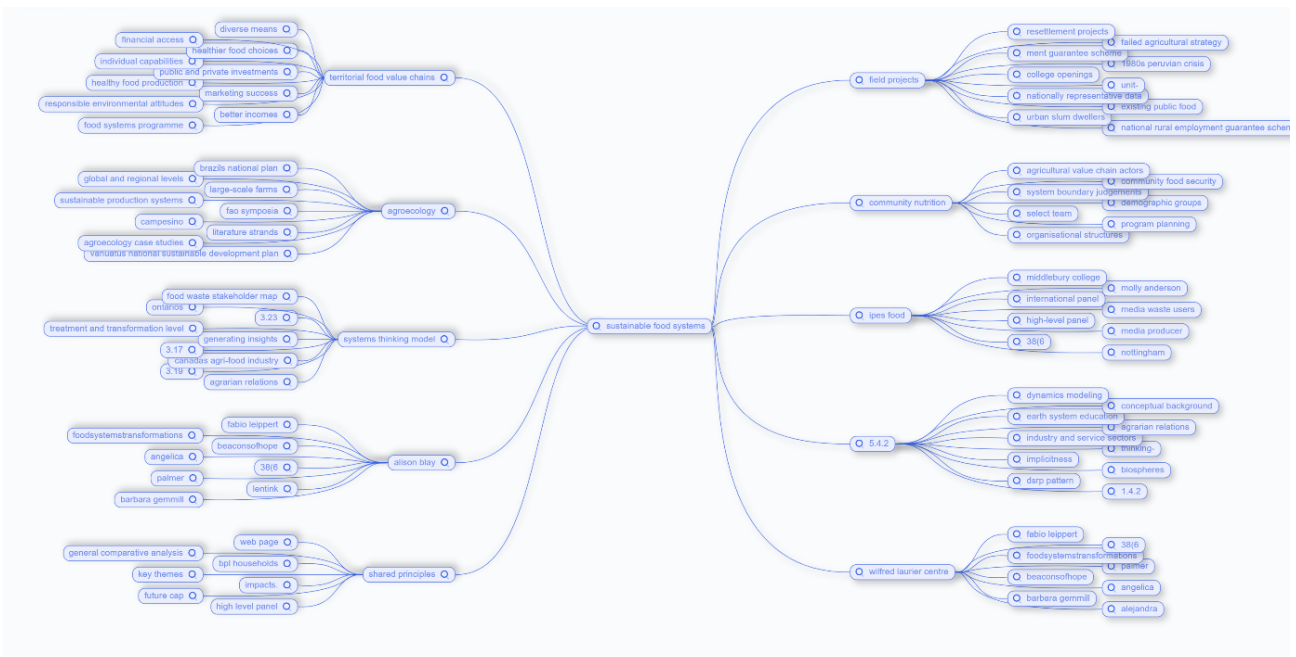 diverse means
financial access
healthier food choices
individual capabilities
public and private investments
healthy food production
marketing success
responsible environmental attitudes
better incomes
food systems programme
territorial food value chains
brazils national plan
global and regional levels
large-scale farms
sustainable production systems
fao symposia
campesino
literature strands
agroecology case studies
vanuatus national sustainable development plan
agroecology
food waste stakeholder map
ontarios
3.23
treatment and transformation level
generating insights
3.17
canadas agri-food industry
3.19
agrarian relations
systems thinking model
fabio leippert
foodsystemstransformations
beaconsofhope
angelica
38(6
palmer
lentink
barbara gemmill
alison blay
web page
general comparative analysis
bpl households
key themes
impacts.
future cap
high level panel
shared principles
sustainable food systems
field projects
resettlement projects
failed agricultural strategy
ment guarantee scheme
1980s peruvian crisis
college openings
unit-
nationally representative data
existing public food
urban slum dwellers
national rural employment guarantee schem
community nutrition
agricultural value chain actors
community food security
system boundary judgements
demographic groups
select team
program planning
organisational structures
ipes food
middlebury college
molly anderson
international panel
media waste users
high-level panel
media producer
38(6
nottingham
5.4.2
dynamics modeling
conceptual background
earth system education
agrarian relations
industry and service sectors
thinking-
implicitness
biospheres
dsrp pattern
1.4.2
wilfred laurier centre
fabio leippert
38(6
foodsystemstransformations
palmer
beaconsofhope
angelica
barbara gemmill
alejandra